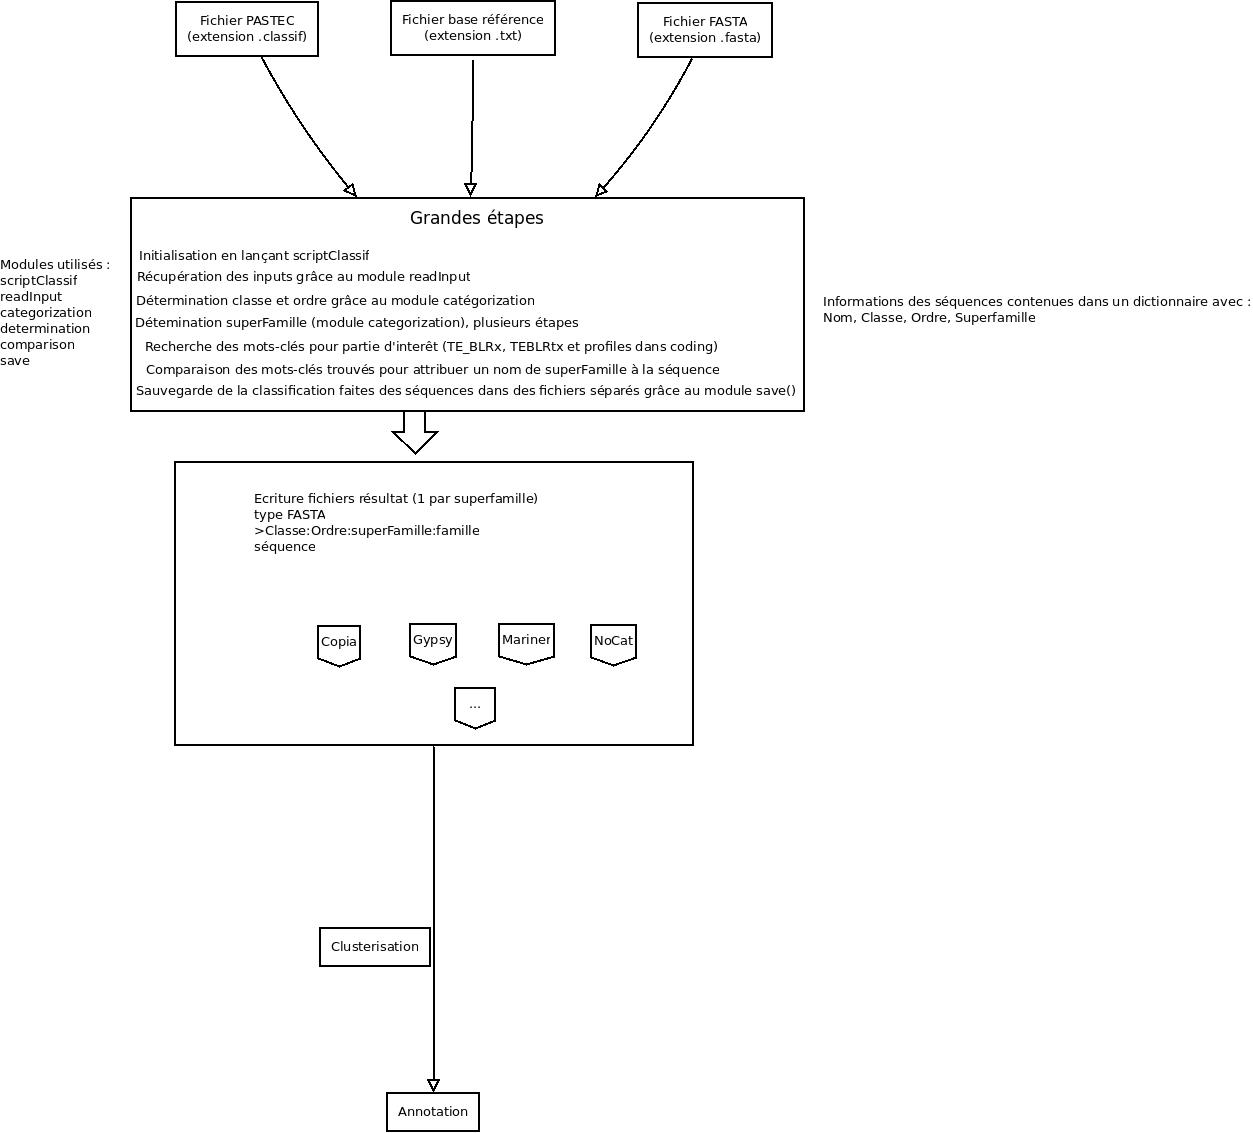 Fichier PASTEC
(extension .classif)
Fichier base référence
(extension .txt)
Fichier FASTA
(extension .fasta)
Grandes étapes
Initialisation en lançant scriptClassif
Récupération des inputs grâce au module readInput
Détermination classe et ordre grâce au module catégorization
Détemination superFamille (module categorization), plusieurs étapes
Recherche des mots-clés pour partie d'interêt (TE_BLRx, TEBLRtx et profiles dans coding)
Comparaison des mots-clés trouvés pour attribuer un nom de superFamille à la séquence
Sauvegarde de la classification faites des séquences dans des fichiers séparés grâce au module save()
Modules utilisés :
scriptClassif
readInput
categorization
determination
comparison
save
Informations des séquences contenues dans un dictionnaire avec :
Nom, Classe, Ordre, Superfamille
Ecriture fichiers résultat (1 par superfamille)
type FASTA
>Classe:Ordre:superFamille:famille
séquence
Copia
Gypsy
Mariner
NoCat
...
Clusterisation
Annotation